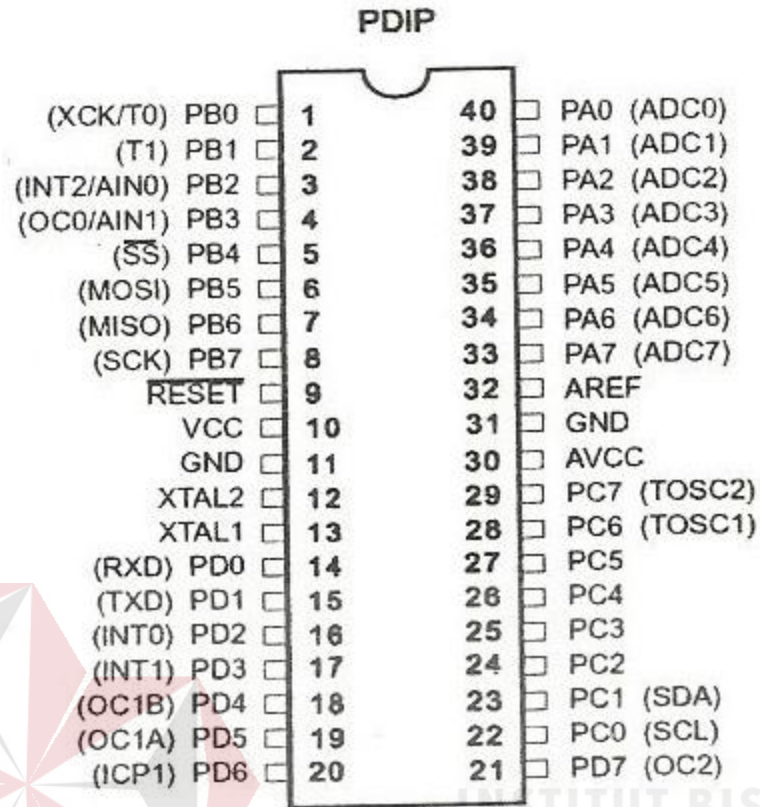 PDIP
(XCK/T0) PB0 1 40 PA0 (ADC0)
(T1) PB1 2 39 PA1 (ADC1)
(INT2/AIN0) PB2 3 38 PA2 (ADC2)
(OC0/AIN1) PB3 4 37 PA3 (ADC3)
(SS) PB4 5 36 PA4 (ADC4)
(MOSI) PB5 6 35 PA5 (ADC5)
(MISO) PB6 7 34 PA6 (ADC6)
(SCK) PB7 8 33 PA7 (ADC7)
RESET 9 32 AREF
VCC 10 31 GND
GND 11 30 AVCC
XTAL2 12 29 PC7 (TOSC2)
XTAL1 13 28 PC6 (TOSC1)
(RXD) PD0 14 27 PC5
(TXD) PD1 15 26 PC4
(INT0) PD2 16 25 PC3
(INT1) PD3 17 24 PC2
(OC1B) PD4 18 23 PC1 (SDA)
(OC1A) PD5 19 22 PC0 (SCL)
(ICP1) PD6 20 21 PD7 (OC2)